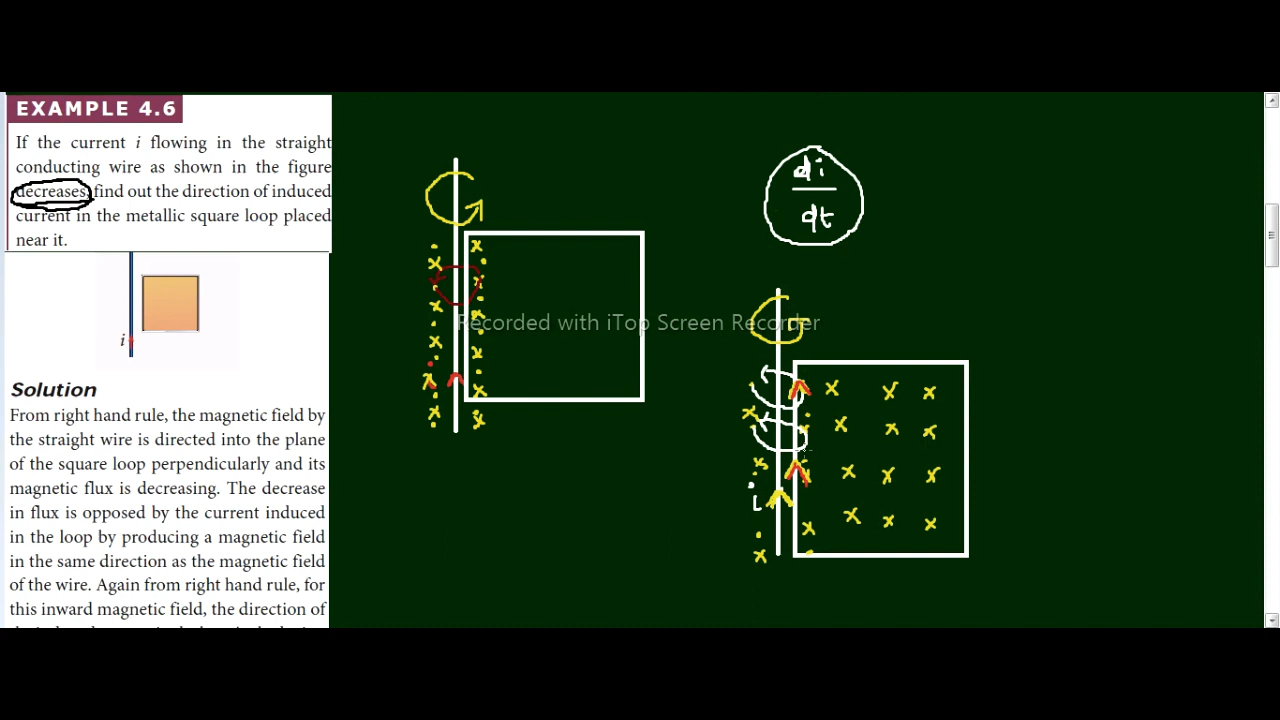 EXAMPLE 4.6
If the current i flowing in the straight
conducting wire as shown in the figure
decreases, find out the direction of induced
current in the metallic square loop placed
near it.
i
Solution
From right hand rule, the magnetic field by
the straight wire is directed into the plane
of the square loop perpendicularly and its
magnetic flux is decreasing. The decrease
in flux is opposed by the current induced
in the loop by producing a magnetic field
in the same direction as the magnetic field
of the wire. Again from right hand rule, for
this inward magnetic field, the direction of
di
dt
Recorded with iTop Screen Recorder
i